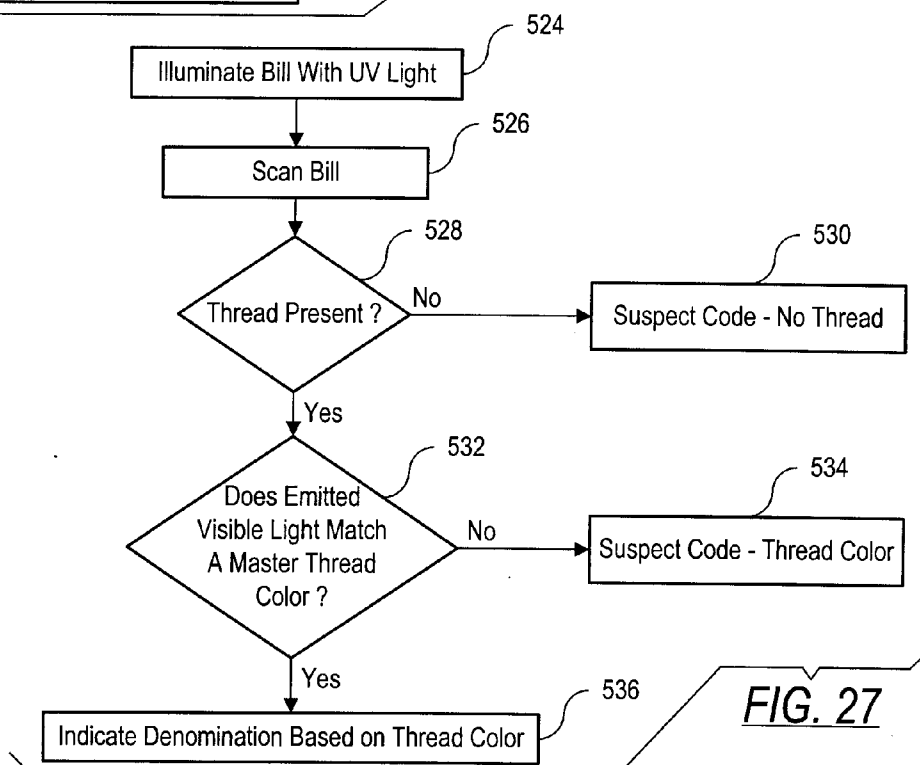 524
Illuminate Bill With UV Light
526
Scan Bill
528
530
Thread Present ?
No
Suspect Code - No Thread
Yes
532
534
Does Emitted
Visible Light Match
A Master Thread
Color ?
No
Suspect Code - Thread Color
Yes
536
Indicate Denomination Based on Thread Color
FIG. 27